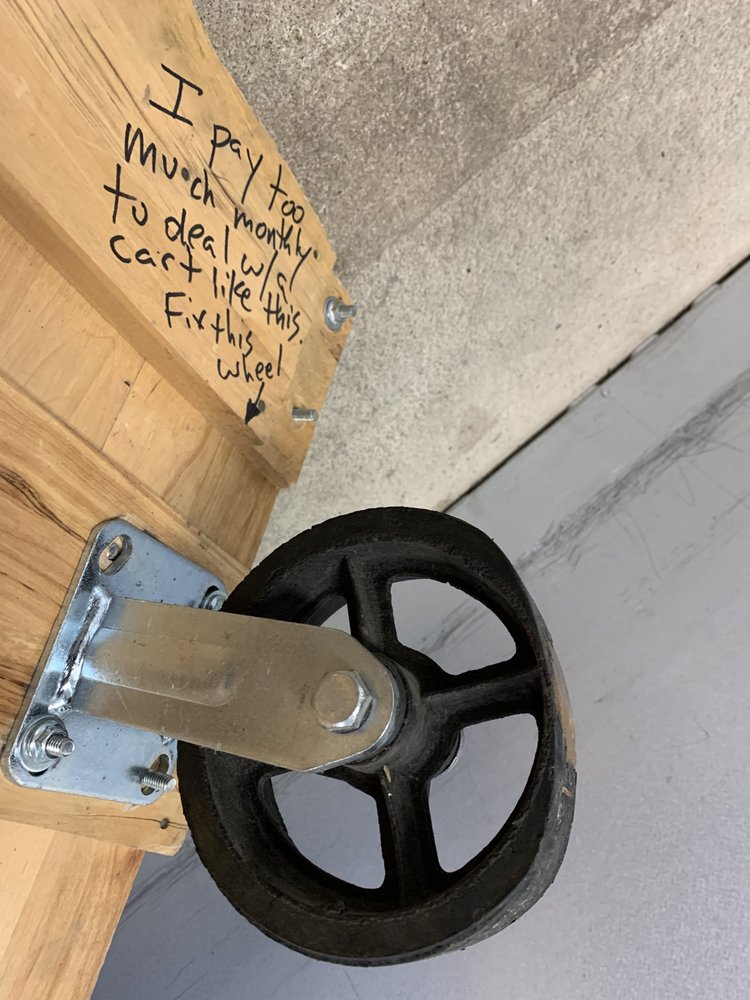 I pay too
much monthly
to deal w/a
cart like this.
Fix this
wheel